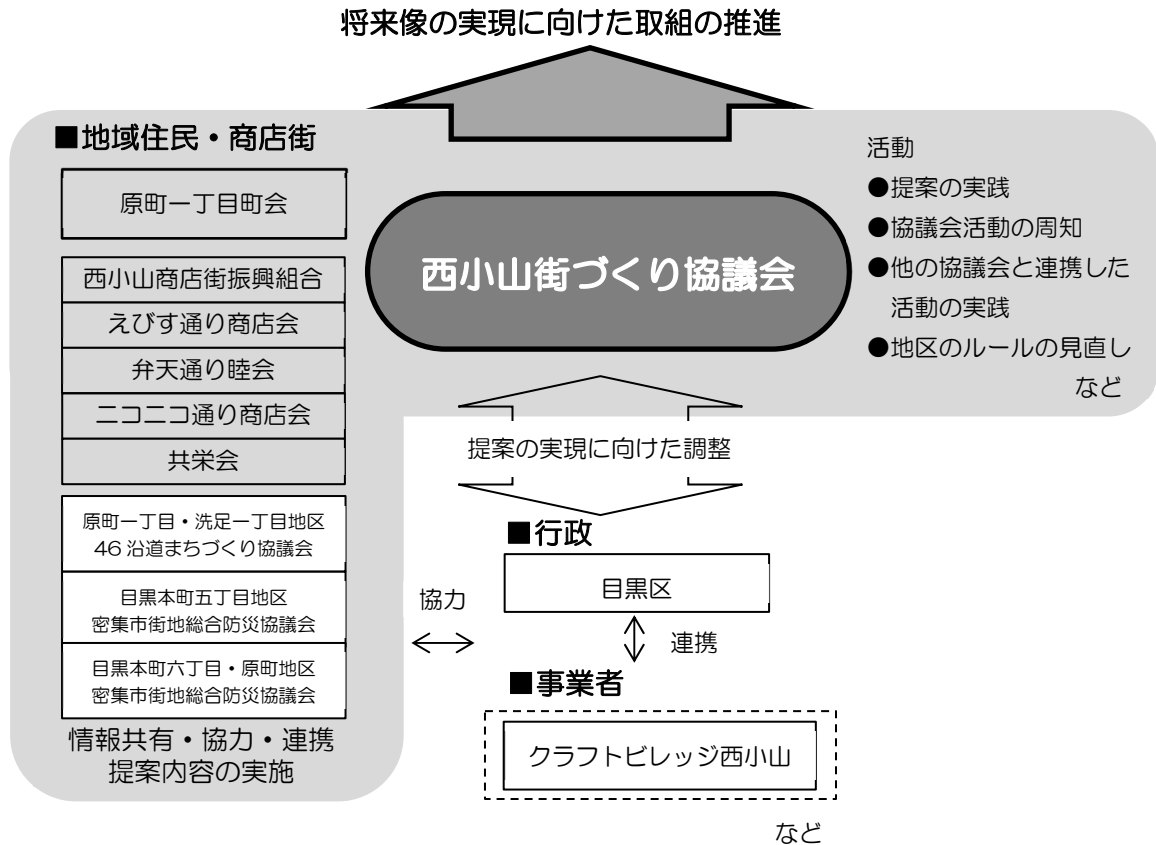 将来像の実現に向けた取組の推進
■地域住民・商店街
原町一丁目町会
西小山商店街振興組合
えびす通り商店会
弁天通り睦会
ニコニコ通り商店会
共栄会
原町一丁目・洗足一丁目地区
46沿道まちづくり協議会
目黒本町五丁目地区
密集市街地総合防災協議会
目黒本町六丁目・原町地区
密集市街地総合防災協議会
情報共有・協力・連携
提案内容の実施
西小山街づくり協議会
活動
●提案の実践
●協議会活動の周知
●他の協議会と連携した
活動の実践
●地区のルールの見直し
など
提案の実現に向けた調整
■行政
目黒区
協力
連携
■事業者
クラフトビレッジ西小山
など